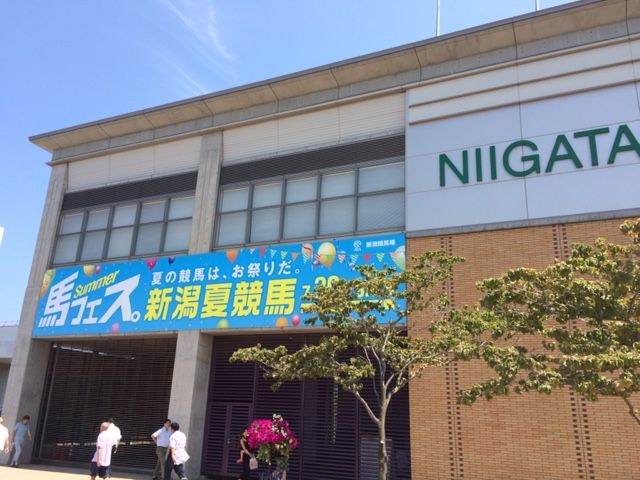 NIIGATA
新潟競馬場
Summer
夏の競馬は、お祭りだ。
馬フェス。
新潟夏競馬